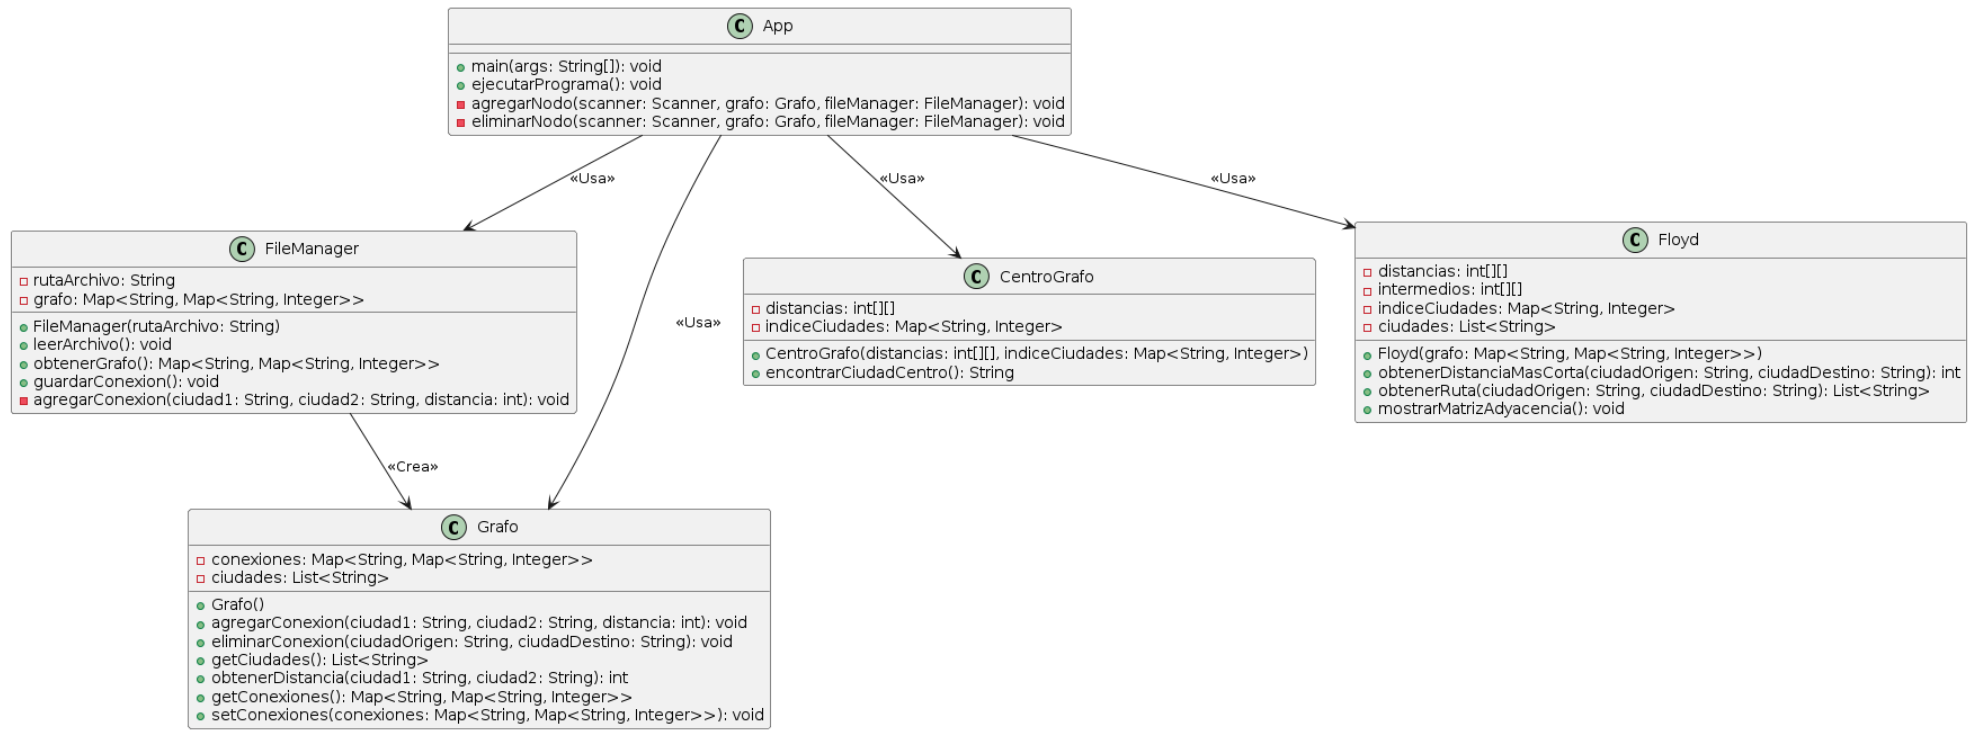 C App
main(args: String[]): void
ejecutarPrograma(): void
agregarNodo(scanner: Scanner, grafo: Grafo, fileManager: FileManager): void
eliminarNodo(scanner: Scanner, grafo: Grafo, fileManager: FileManager): void
«Usa»
«Usa»
«Usa»
«Usa»
C FileManager
rutaArchivo: String
grafo: Map<String, Map<String, Integer>>
FileManager(rutaArchivo: String)
leerArchivo(): void
obtenerGrafo(): Map<String, Map<String, Integer>>
guardarConexion(): void
agregarConexion(ciudad1: String, ciudad2: String, distancia: int): void
C CentroGrafo
distancias: int[][]
indiceCiudades: Map<String, Integer>
CentroGrafo(distancias: int[][], indiceCiudades: Map<String, Integer>)
encontrarCiudadCentro(): String
C Floyd
distancias: int[][]
intermedios: int[][]
indiceCiudades: Map<String, Integer>
ciudades: List<String>
Floyd(grafo: Map<String, Map<String, Integer>>)
obtenerDistanciaMasCorta(ciudadOrigen: String, ciudadDestino: String): int
obtenerRuta(ciudadOrigen: String, ciudadDestino: String): List<String>
mostrarMatrizAdyacencia(): void
«Crea»
C Grafo
conexiones: Map<String, Map<String, Integer>>
ciudades: List<String>
Grafo()
agregarConexion(ciudad1: String, ciudad2: String, distancia: int): void
eliminarConexion(ciudadOrigen: String, ciudadDestino: String): void
getCiudades(): List<String>
obtenerDistancia(ciudad1: String, ciudad2: String): int
getConexiones(): Map<String, Map<String, Integer>>
setConexiones(conexiones: Map<String, Map<String, Integer>>): void